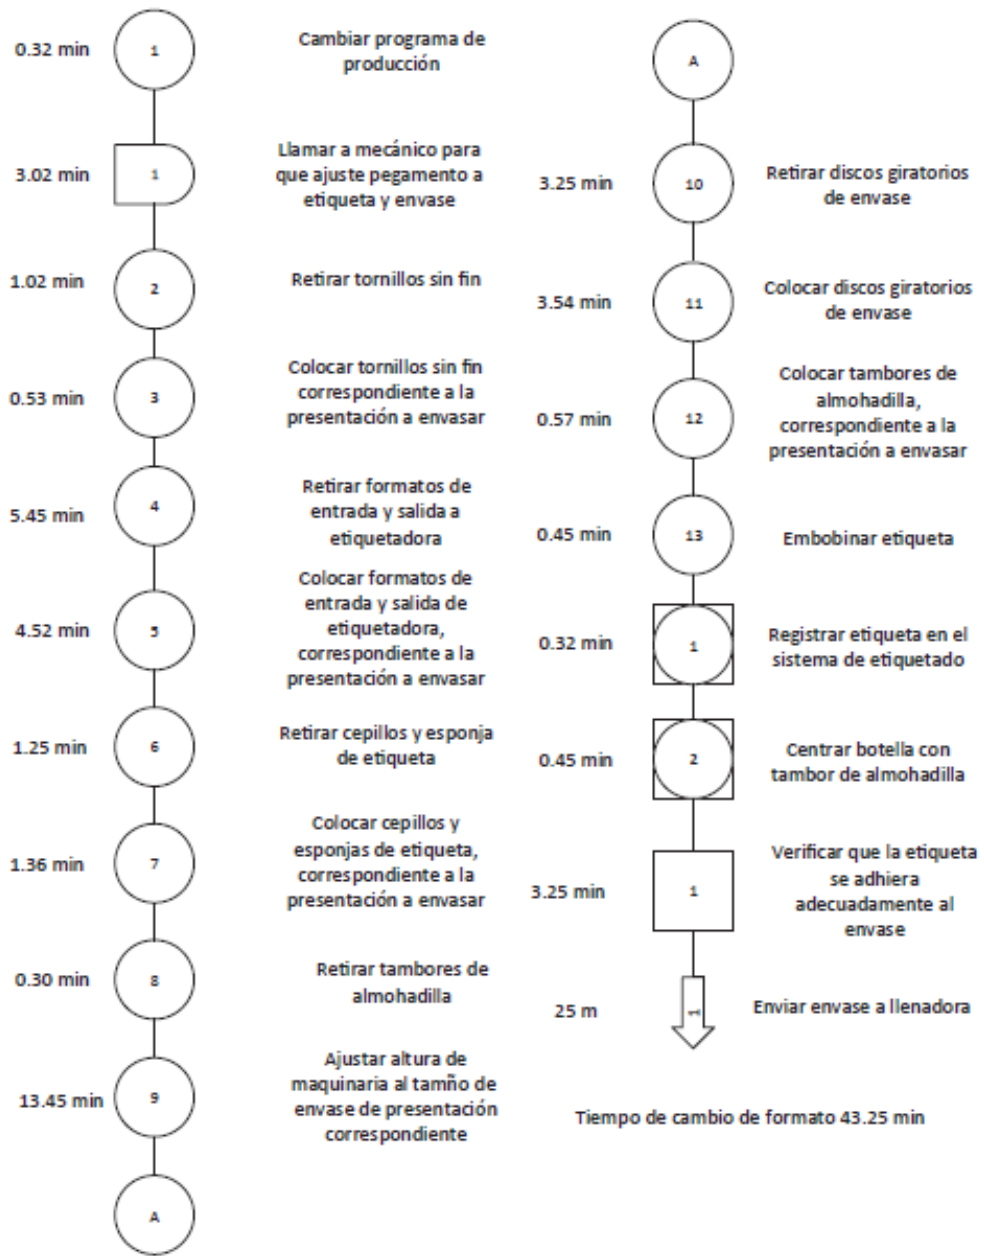 0.32 min
1
Cambiar programa de
producción
3.02 min
1
Llamar a mecánico para
que ajuste pegamento a
etiqueta y envase
1.02 min
2
Retirar tornillos sin fin
0.53 min
3
Colocar tornillos sin fin
correspondiente a la
presentación a envasar
5.45 min
4
Retirar formatos de
entrada y salida a
etiquetadora
4.52 min
5
Colocar formatos de
entrada y salida de
etiquetadora,
correspondiente a la
presentación a envasar
1.25 min
6
Retirar cepillos y esponja
de etiqueta
1.36 min
7
Colocar cepillos y
esponjas de etiqueta,
correspondiente a la
presentación a envasar
0.30 min
8
Retirar tambores de
almohadilla
13.45 min
9
Ajustar altura de
maquinaria al tamño de
envase de presentación
correspondiente
A
A
3.25 min
10
Retirar discos giratorios
de envase
3.54 min
11
Colocar discos giratorios
de envase
0.57 min
12
Colocar tambores de
almohadilla,
correspondiente a la
presentación a envasar
0.45 min
13
Embobinar etiqueta
0.32 min
1
Registrar etiqueta en el
sistema de etiquetado
0.45 min
2
Centrar botella con
tambor de almohadilla
3.25 min
1
Verificar que la etiqueta
se adhiera
adecuadamente al
envase
25 m
1
Enviar envase a llenadora
Tiempo de cambio de formato 43.25 min